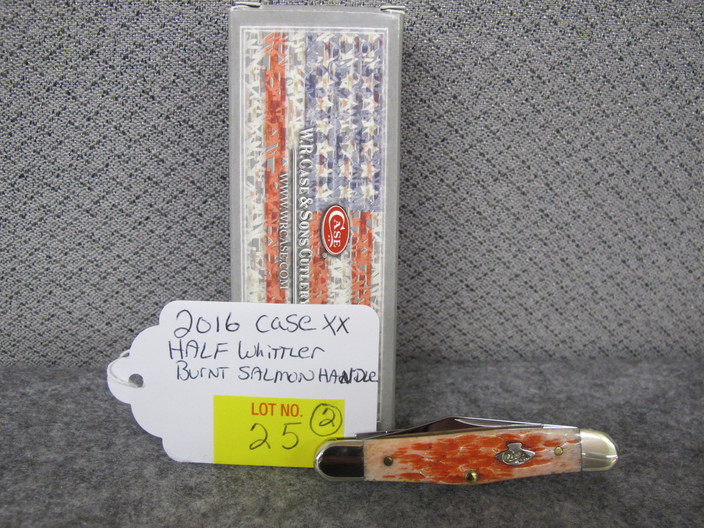 W.R. CASE & SONS CUTLERY
WWW.WRCASE.COM
CASE
2016 Case XX
HALF Whittler
BURNT SALMON HANDLE
LOT NO.
25 2